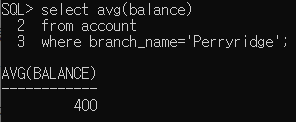 SQL> select avg(balance)
  2  from account
  3  where branch_name='Perryridge';
AVG(BALANCE)
------------
         400